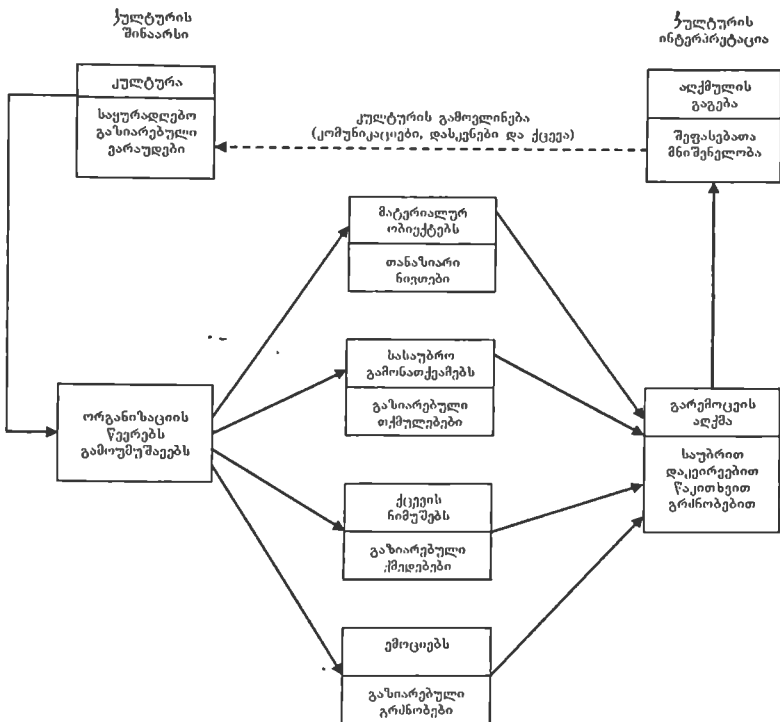 კულტურის
შინაარსი
კულტურის
ინტერპრეტაცია
კულტურა
საყურადღებო
გაზიარებული
ვარაუდები
კულტურის გამოვლინება
(კომუნიკაციები, დასკვნები და ქცევა)
აღქმულის
გაგება
შეფასებათა
მნიშვნელობა
მატერიალურ
ობიექტებს
თანაზიარი
ნივთები
სასაუბრო
გამონათქვამებს
გაზიარებული
თქმულებები
ორგანიზაციის
წევრებს
გამოუმუშავებს
გარემოცვის
აღქმა
საუბრით
დაკვირვებით
წაკითხვით
გრძნობებით
ქცევის
ნიმუშებს
გაზიარებული
ქმედებები
ემოციებს
გაზიარებული
გრძნობები